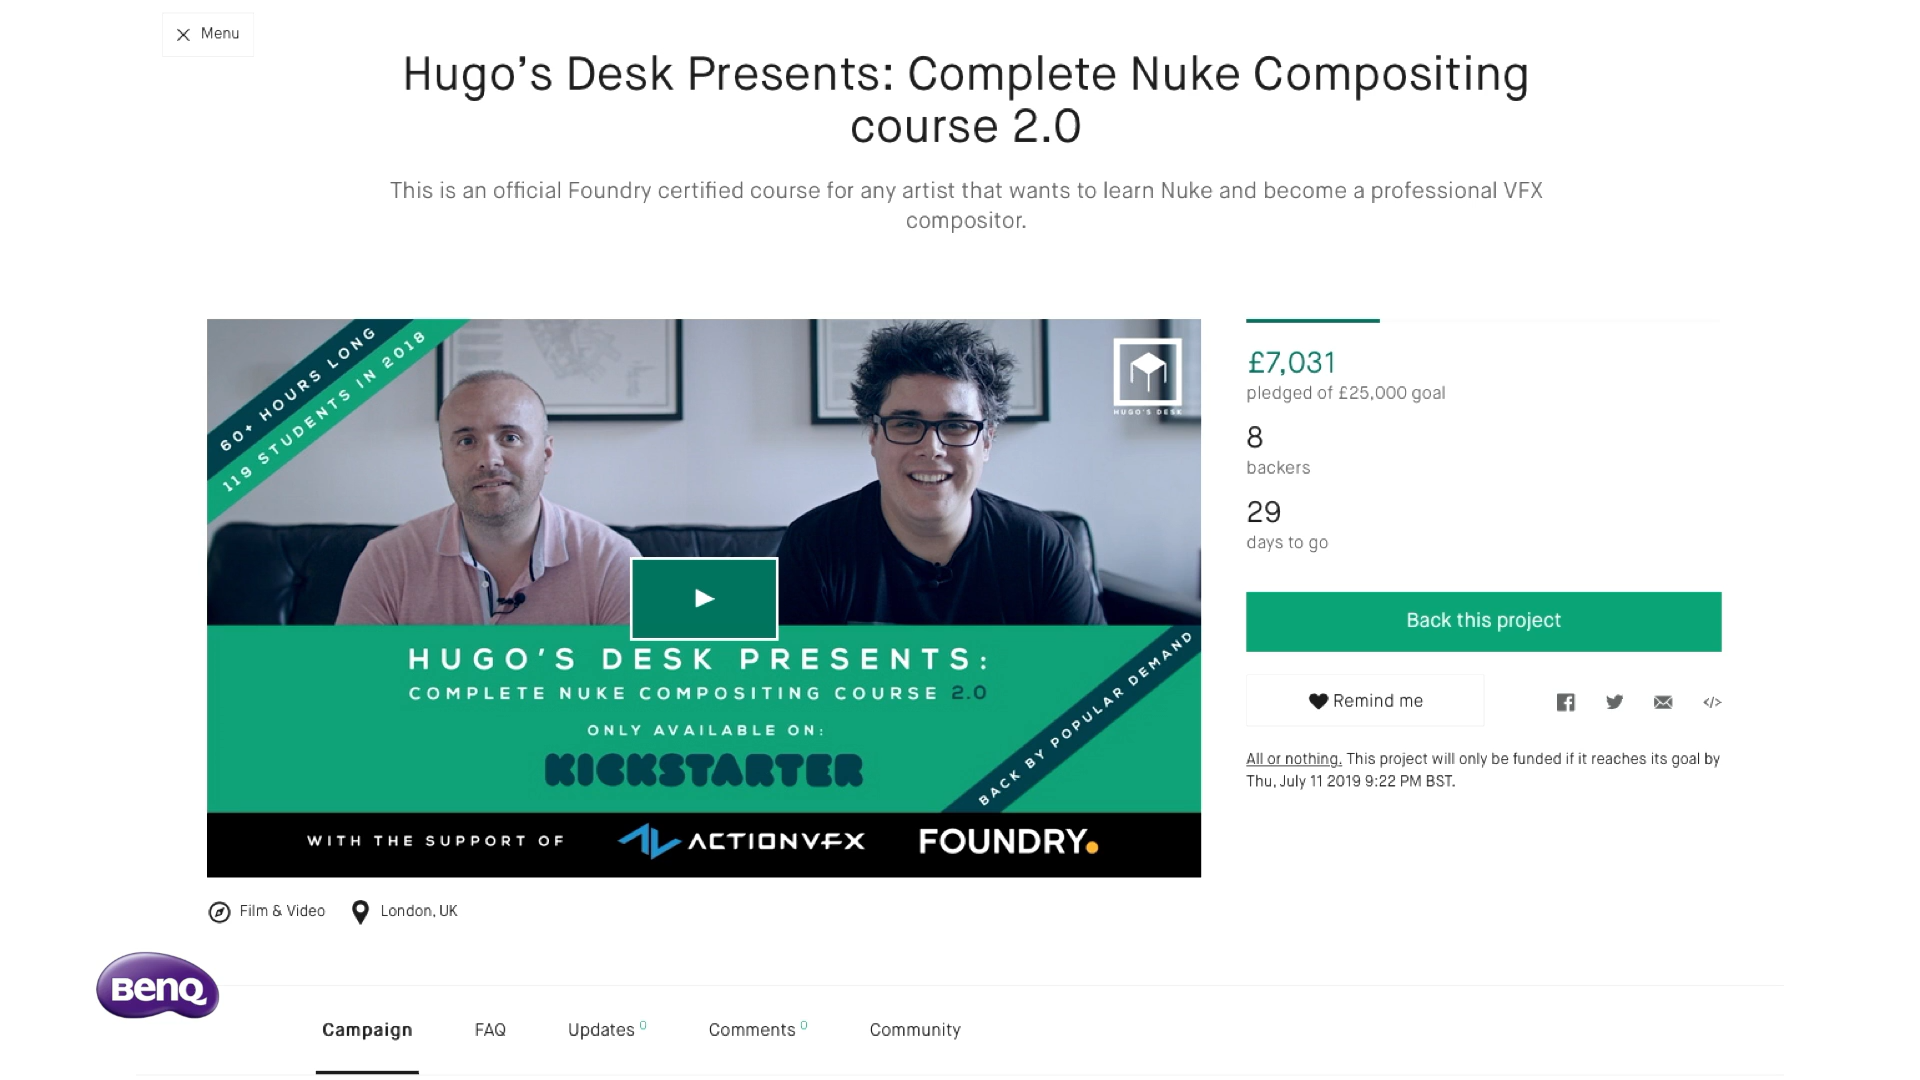 Menu
Hugo’s Desk Presents: Complete Nuke Compositing
course 2.0
This is an official Foundry certified course for any artist that wants to learn Nuke and become a professional VFX
compositor.
60+ HOURS LONG
119 STUDENTS IN 2018
HUGO'S DESK
HUGO'S DESK PRESENTS:
COMPLETE NUKE COMPOSITING COURSE 2.0
ONLY AVAILABLE ON:
KICKSTARTER
BACK BY POPULAR DEMAND
WITH THE SUPPORT OF
ACTIONVFX
FOUNDRY.
£7,031
pledged of £25,000 goal
8
backers
29
days to go
Back this project
Remind me
</>
All or nothing. This project will only be funded if it reaches its goal by
Thu, July 11 2019 9:22 PM BST.
Film & Video
London, UK
BenQ
Campaign
FAQ
Updates 0
Comments 0
Community